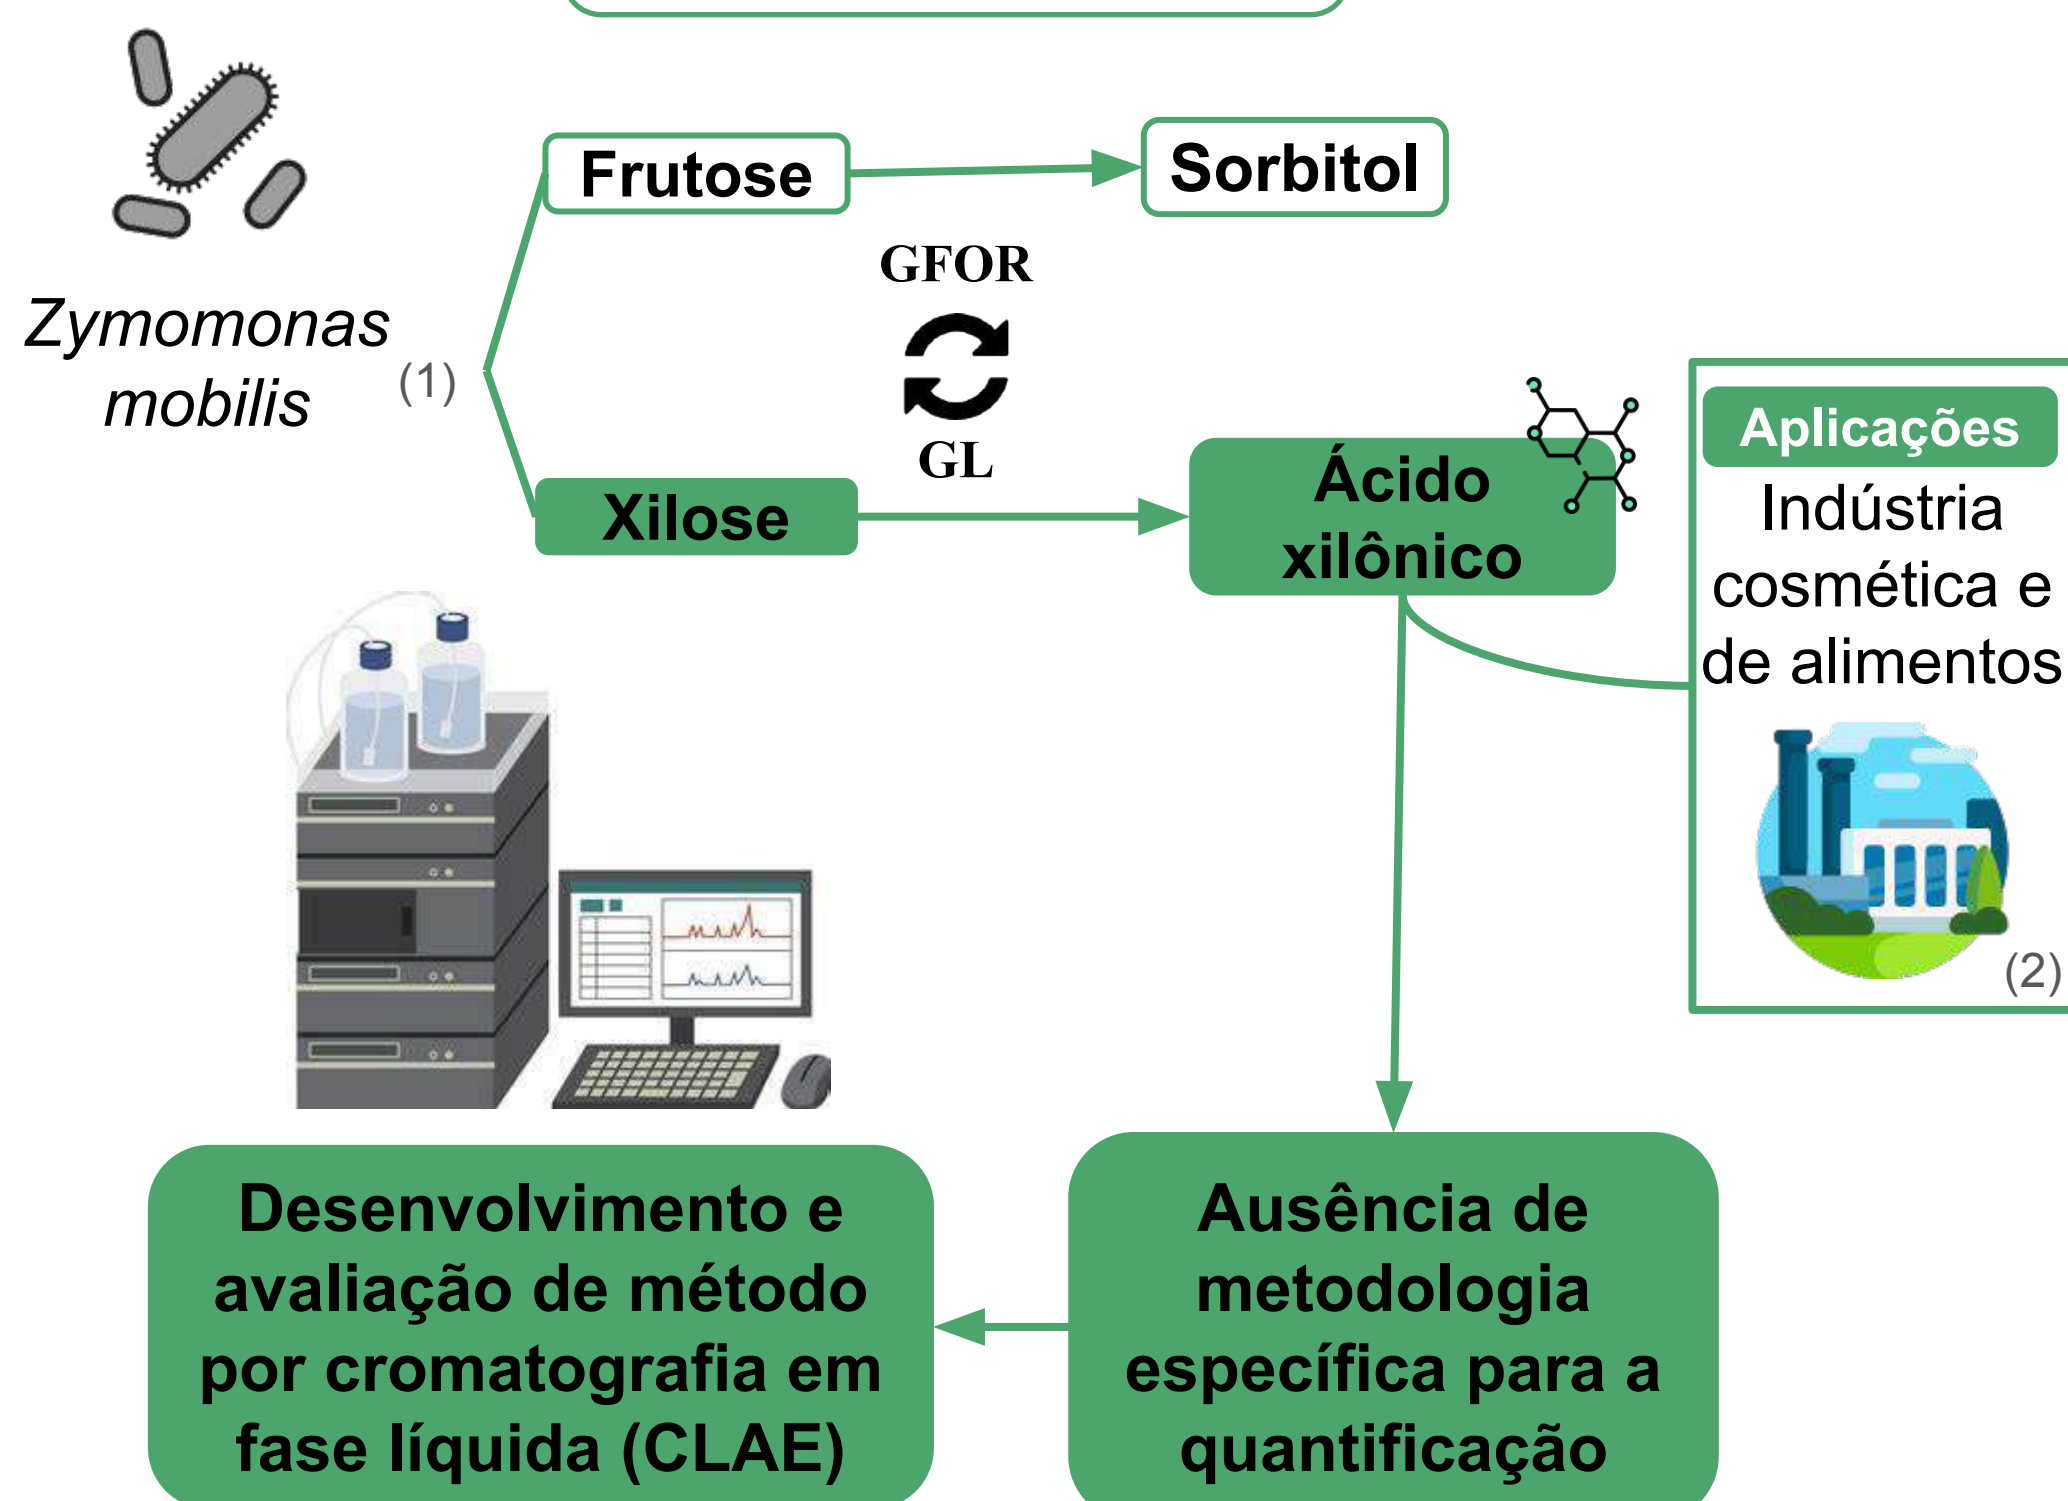 Frutose
Sorbitol
GFOR
Zymomonas
mobilis
(1)
GL
Xilose
Ácido
xilônico
Aplicações
Indústria
cosmética e
de alimentos
(2)
Desenvolvimento e
avaliação de método
por cromatografia em
fase líquida (CLAE)
Ausência de
metodologia
específica para a
quantificação